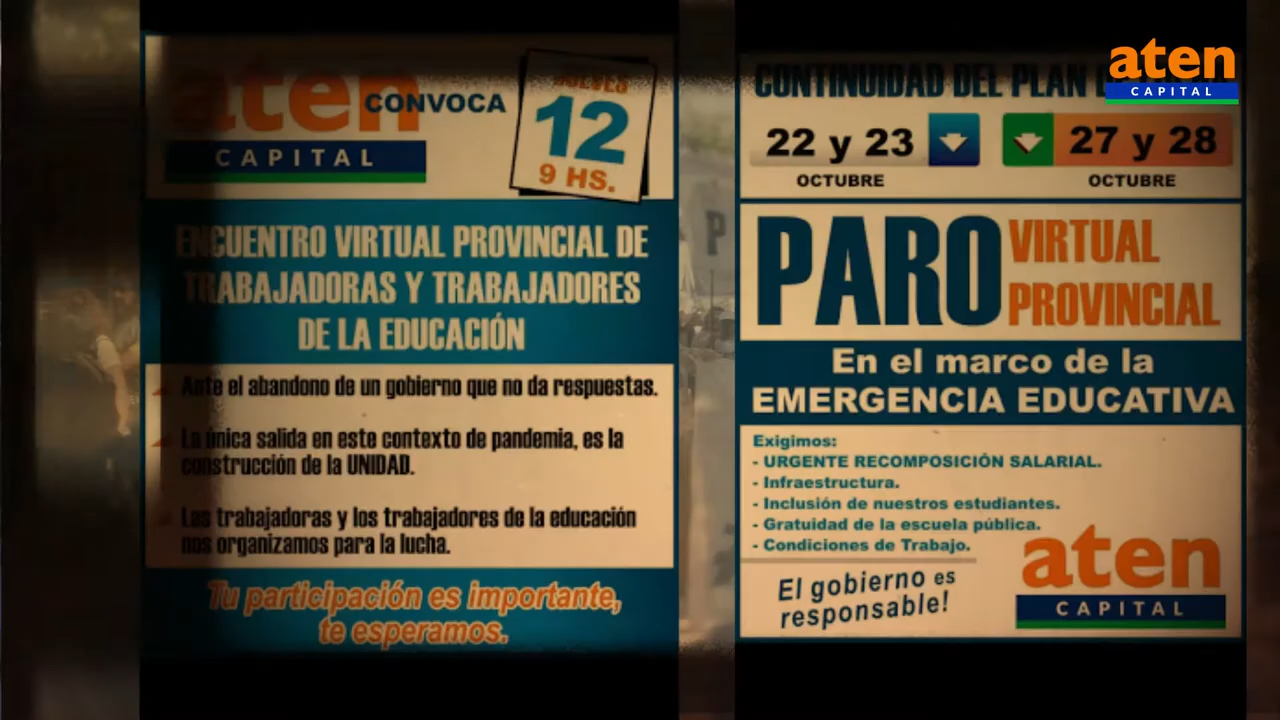 aten
CONVOCA
CAPITAL
JUEVES
12
9 HS.
ENCUENTRO VIRTUAL PROVINCIAL DE
TRABAJADORAS Y TRABAJADORES
DE LA EDUCACIÓN
Ante el abandono de un gobierno que no da respuestas.
La única salida en este contexto de pandemia, es la
construcción de la UNIDAD.
Las trabajadoras y los trabajadores de la educación
nos organizamos para la lucha.
Tu participación es importante,
te esperamos.
CONTINUIDAD DEL PLAN
22 y 23
OCTUBRE
27 y 28
OCTUBRE
PARO
VIRTUAL
PROVINCIAL
En el marco de la
EMERGENCIA EDUCATIVA
Exigimos:
- URGENTE RECOMPOSICIÓN SALARIAL.
- Infraestructura.
- Inclusión de nuestros estudiantes.
- Gratuidad de la escuela pública.
- Condiciones de Trabajo.
El gobierno es
responsable!
aten
CAPITAL
aten
CAPITAL